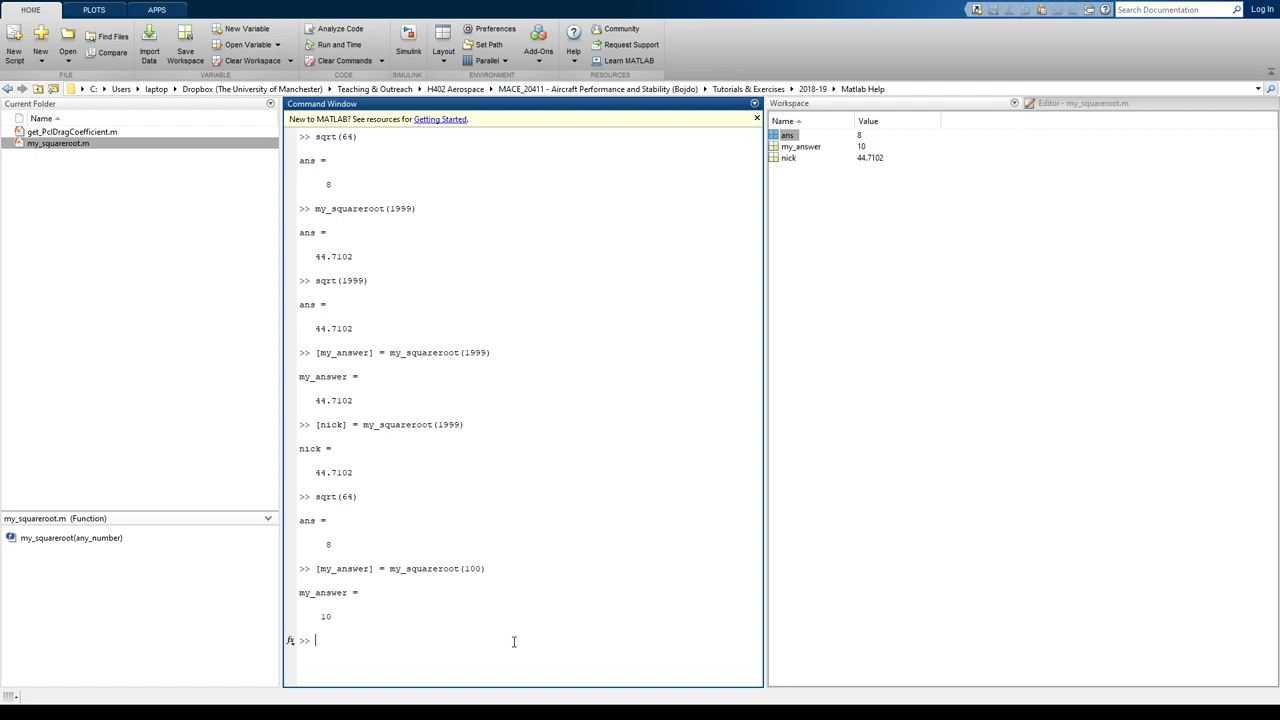 HOME PLOTS APPS Search Documentation Log In
New Script New Open Find Files Compare Import Data Save Workspace New Variable Open Variable Clear Workspace Analyze Code Run and Time Clear Commands Simulink Layout Preferences Set Path Parallel Add-Ons Help Community Request Support Learn MATLAB
FILE VARIABLE CODE SIMULINK ENVIRONMENT RESOURCES
C: Users laptop Dropbox (The University of Manchester) Teaching & Outreach H402 Aerospace MACE_20411 - Aircraft Performance and Stability (Bojdo) Tutorials & Exercises 2018-19 Matlab Help
Current Folder
Name
get_PclDragCoefficient.m
my_squareroot.m
my_squareroot.m (Function)
my_squareroot(any_number)
Command Window
New to MATLAB? See resources for Getting Started.
>> sqrt(64)
ans =
8
>> my_squareroot(1999)
ans =
44.7102
>> sqrt(1999)
ans =
44.7102
>> [my_answer] = my_squareroot(1999)
my_answer =
44.7102
>> [nick] = my_squareroot(1999)
nick =
44.7102
>> sqrt(64)
ans =
8
>> [my_answer] = my_squareroot(100)
my_answer =
10
fx >>
Workspace
Name Value
ans 8
my_answer 10
nick 44.7102
Editor - my_squareroot.m